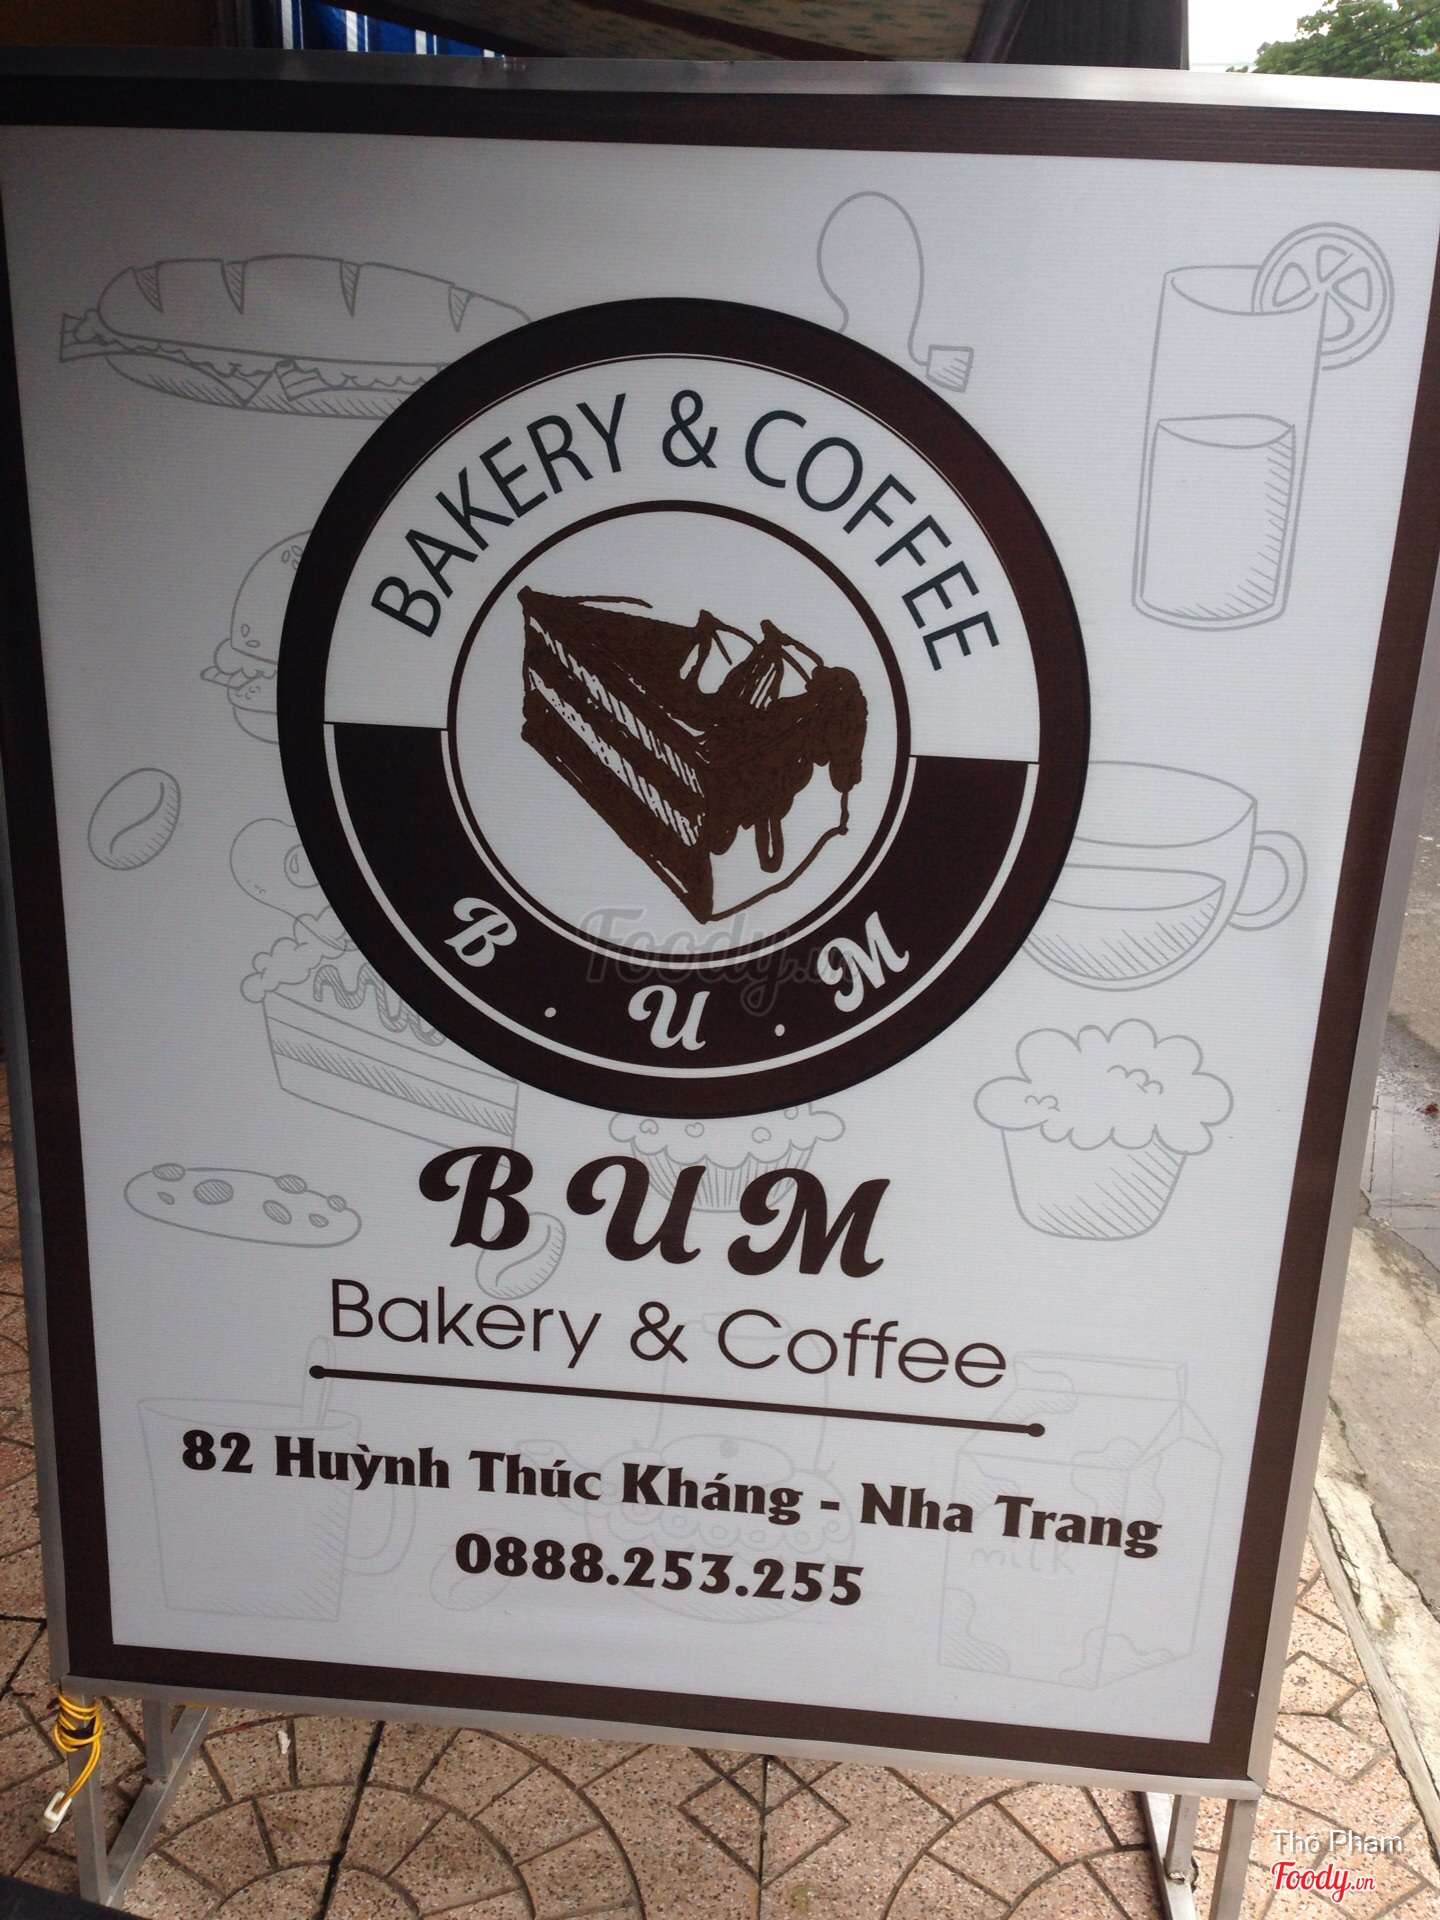 BAKERY & COFFEE
B . U . M
Foody.vn
BUM
Bakery & Coffee
82 Huỳnh Thúc Kháng - Nha Trang
0888.253.255
milk
Thỏ Phạm
Foody.vn